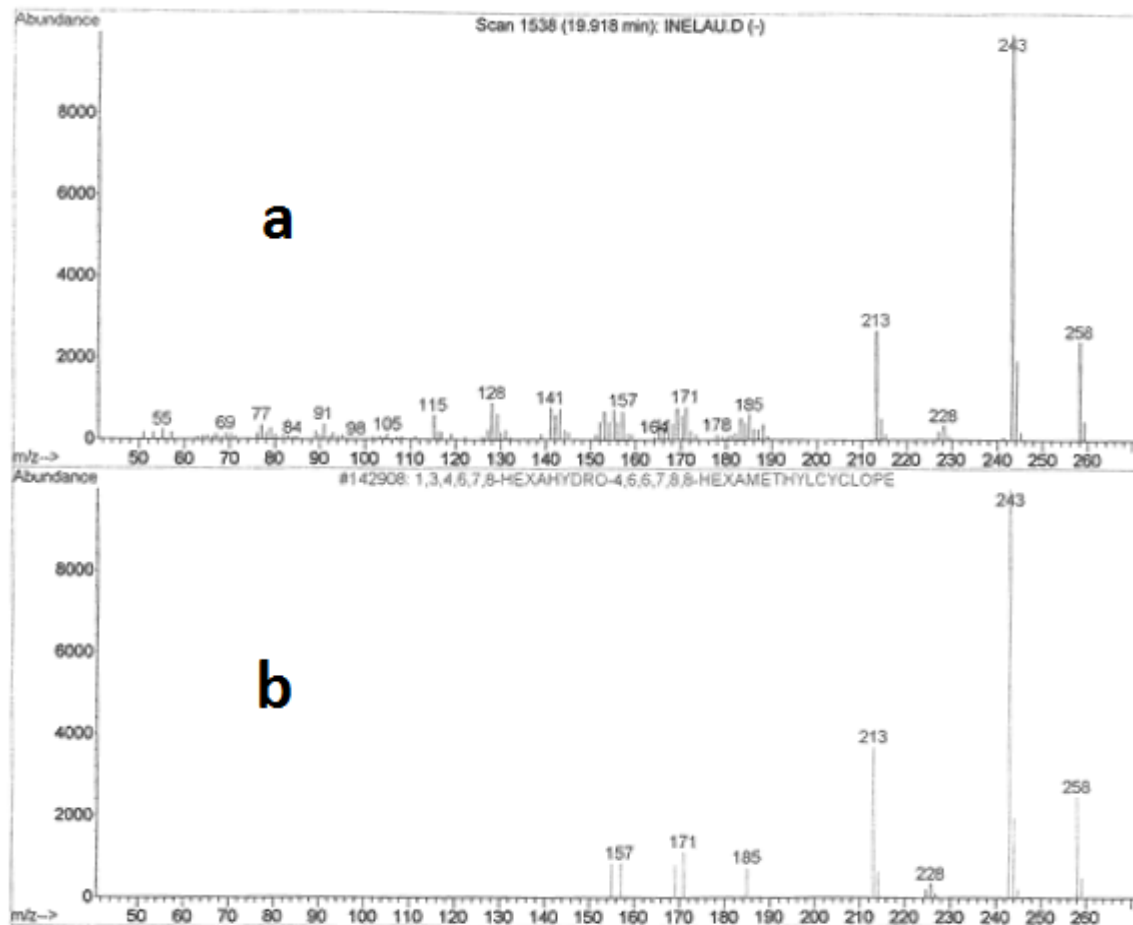 Abundance
Scan 1538 (19.918 min): INELAU.D (-)
243
8000
6000
a
4000
213
258
2000
55 69 77 84 91 98 105 115 128 141 157 164 171 178 185 228
0
m/z--> 50 60 70 80 90 100 110 120 130 140 150 160 170 180 190 200 210 220 230 240 250 260
Abundance
#142908: 1,3,4,6,7,8-HEXAHYDRO-4,6,6,7,8,8-HEXAMETHYLCYCLOPE
243
8000
6000
b
4000
213
258
2000
157 171 185 228
0
m/z--> 50 60 70 80 90 100 110 120 130 140 150 160 170 180 190 200 210 220 230 240 250 260